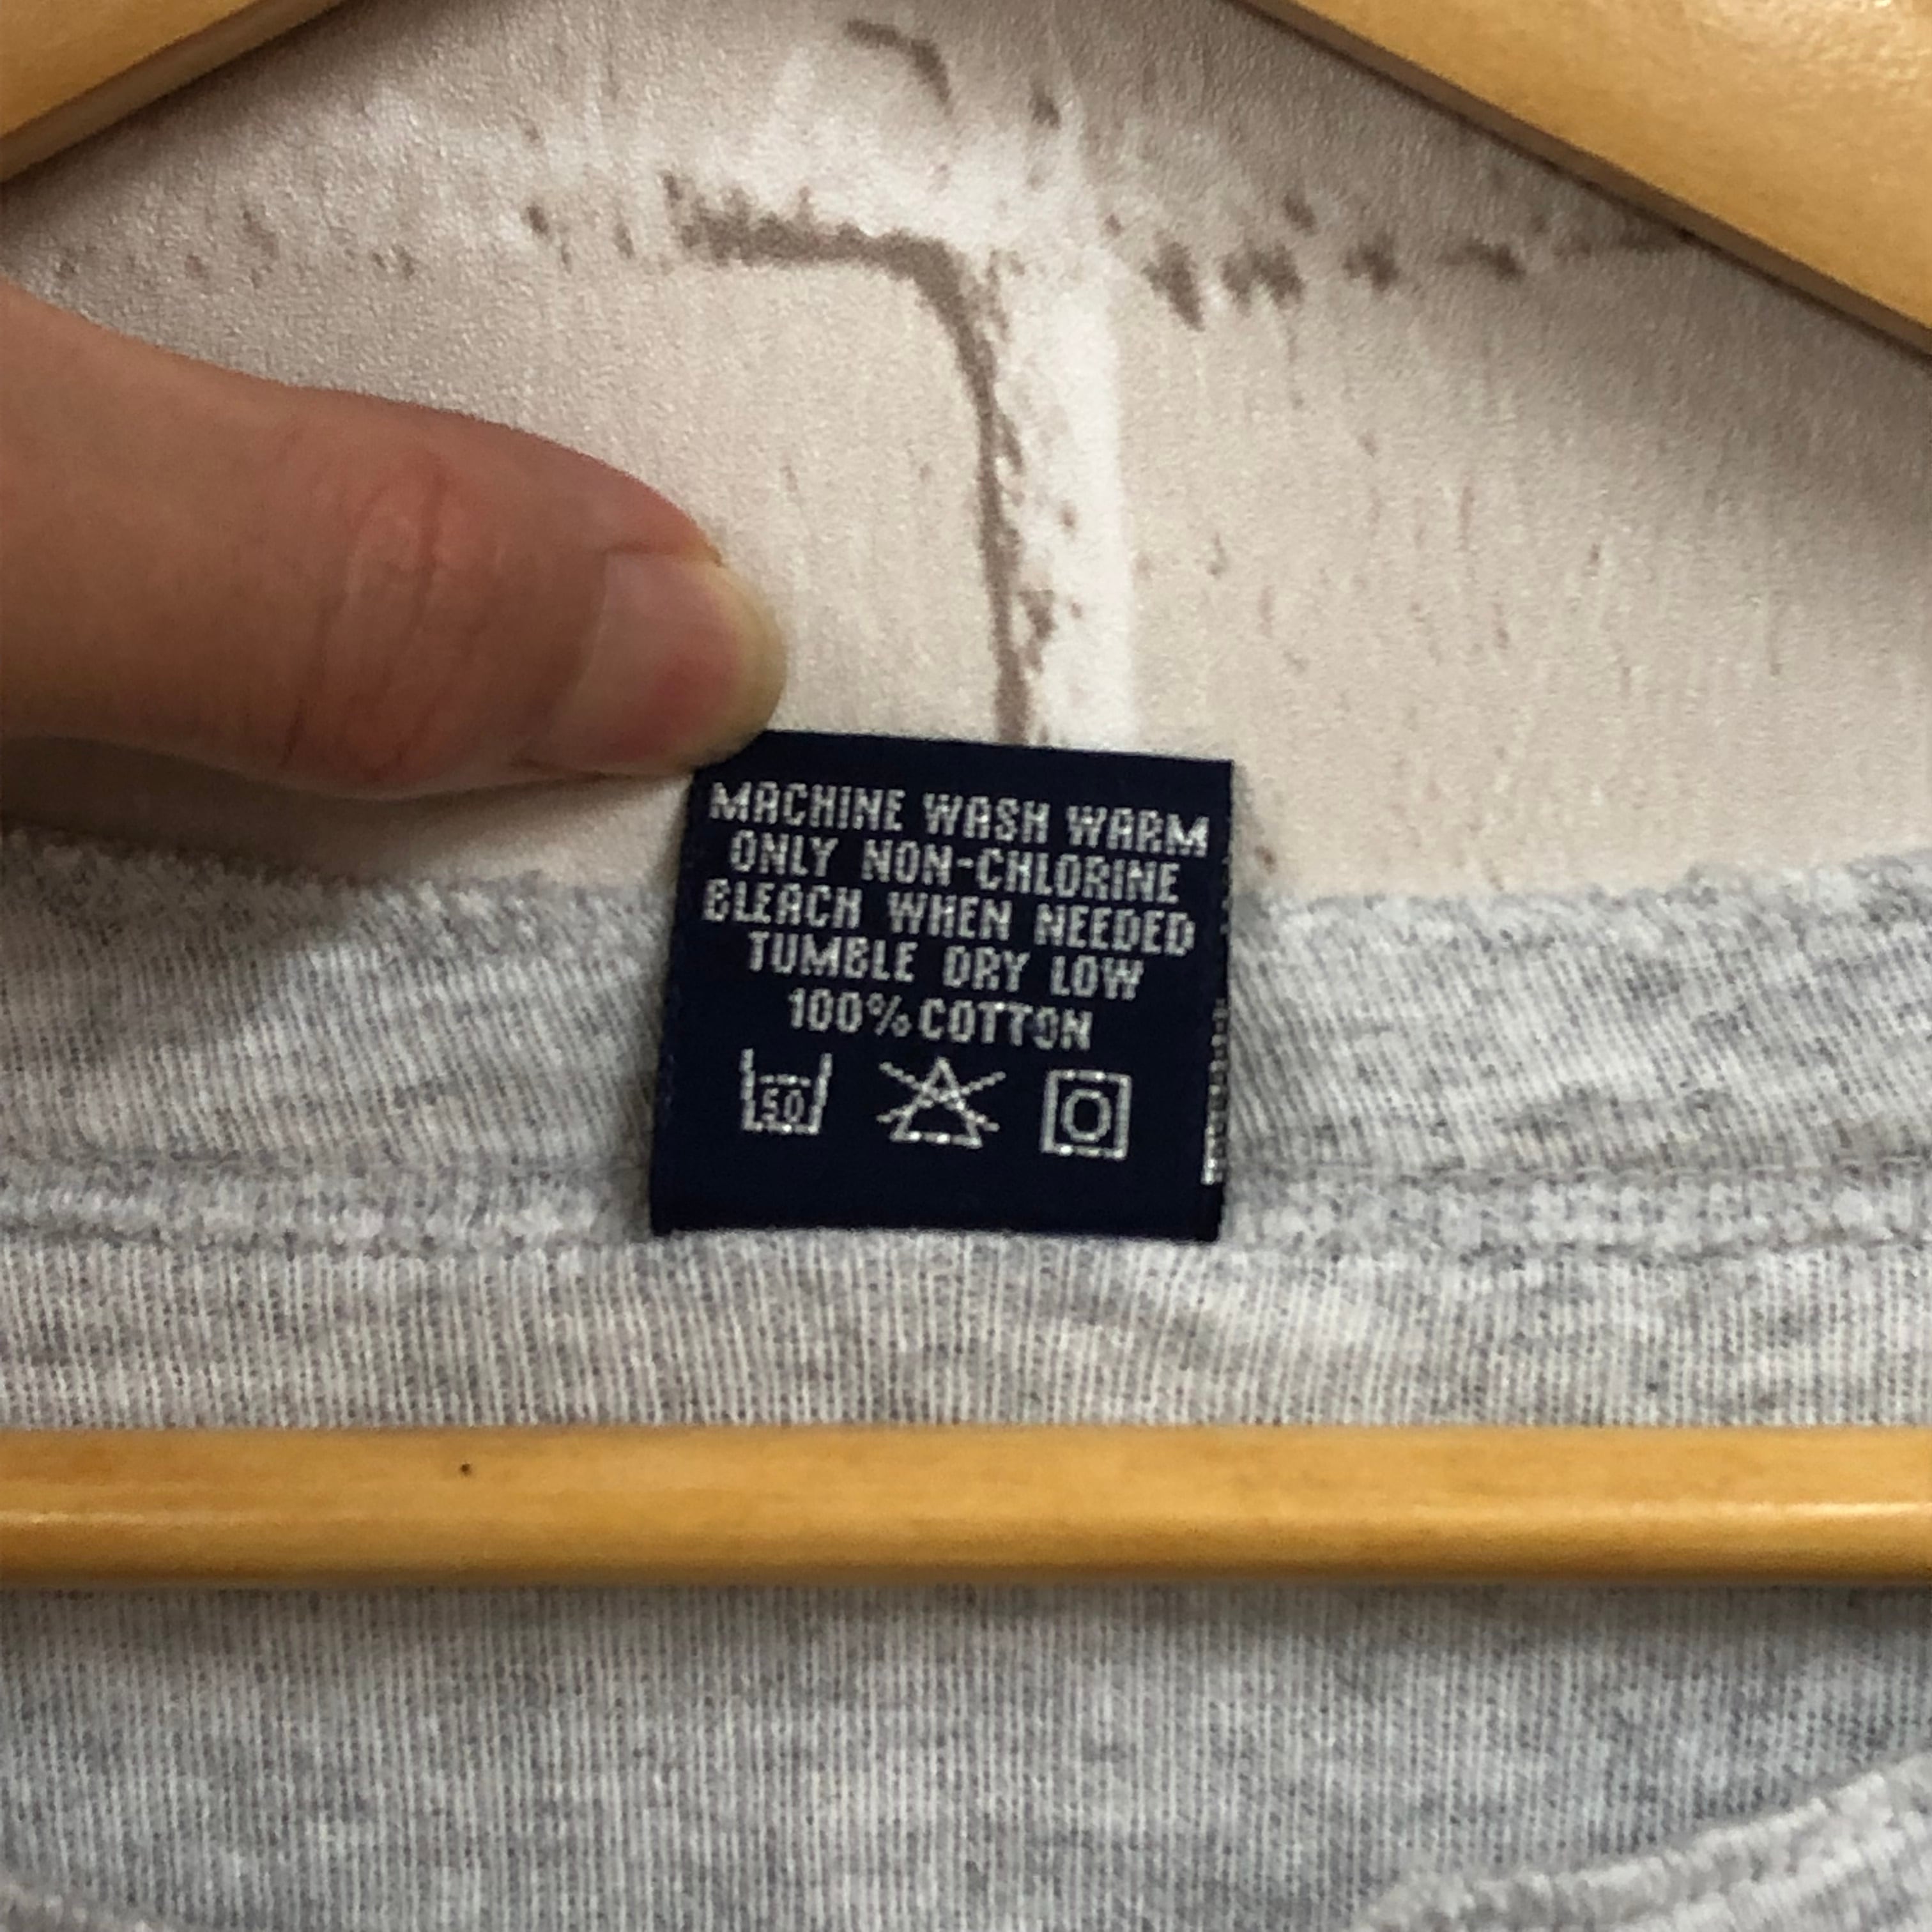 MACHINE WASH WARM
ONLY NON-CHLORINE
BLEACH WHEN NEEDED
TUMBLE DRY LOW
100% COTTON
50